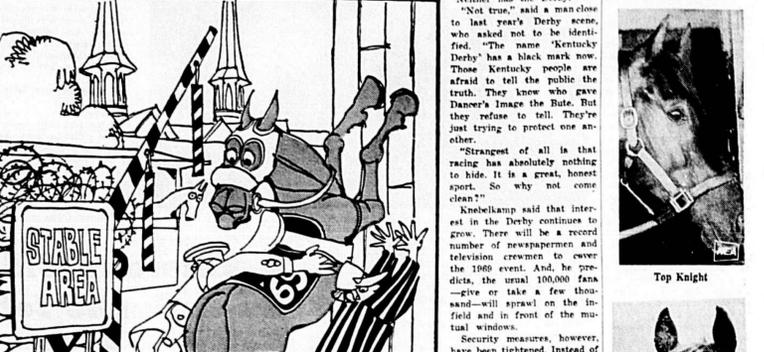 STABLE
AREA
63
Neither has the Derby.
"Not true," said a man close
to last year's Derby scene,
who asked not to be identi-
fied. "The name 'Kentucky
Derby' has a black mark now.
Those Kentucky people are
afraid to tell the public the
truth. They know who gave
Dancer's Image the Bute. But
they refuse to tell. They're
just trying to protect one an-
other.
"Strangest of all is that
racing has absolutely nothing
to hide. It is a great, honest
sport. So why not come
clean?"
Knebelkamp said that inter-
est in the Derby continues to
grow. There will be a record
number of newspapermen and
television crewmen to cover
the 1969 event. And, he pre-
dicts, the usual 100,000 fans
—give or take a few thou-
sand—will sprawl on the in-
field and in front of the mu-
tual windows.
Security measures, however,
have been tightened. Instead of
NEA
Top Knight